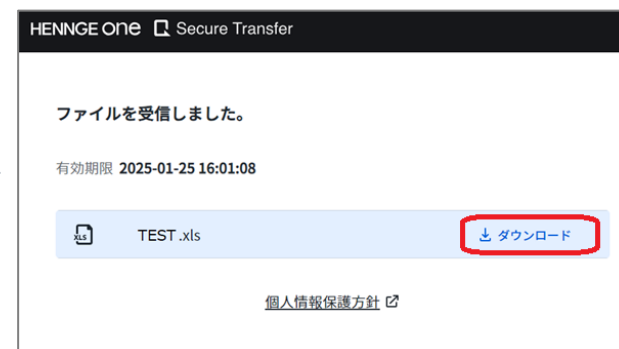 HENNGE One Secure Transfer
ファイルを受信しました。
有効期限 2025-01-25 16:01:08
XLS TEST.xls ダウンロード
個人情報保護方針